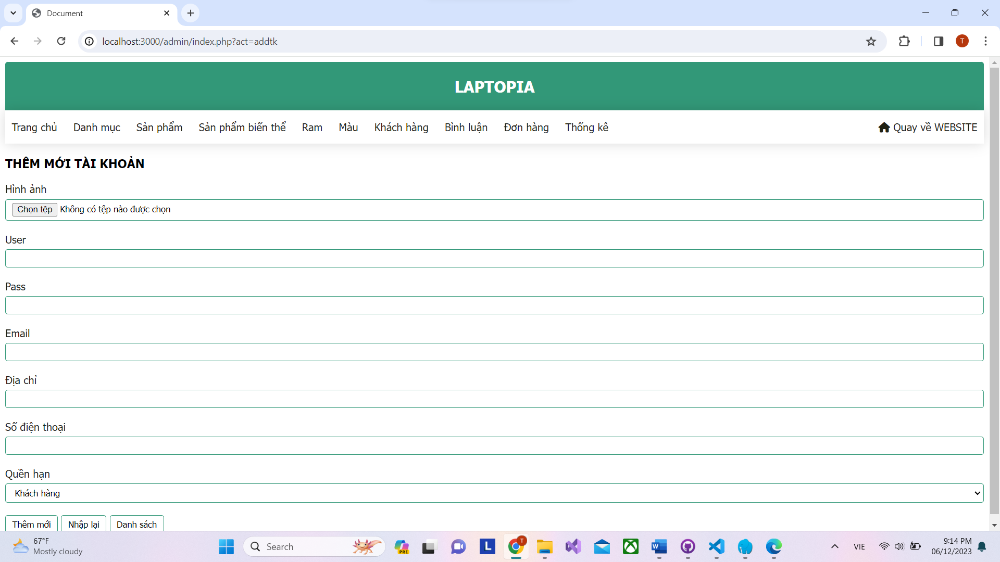 Document
localhost:3000/admin/index.php?act=addtk
T
LAPTOPIA
Trang chủ Danh mục Sản phẩm Sản phẩm biến thể Ram Màu Khách hàng Bình luận Đơn hàng Thống kê Quay về WEBSITE
THÊM MỚI TÀI KHOẢN
Hình ảnh
Chọn tệp Không có tệp nào được chọn
User
Pass
Email
Địa chỉ
Số điện thoại
Quền hạn
Khách hàng
Thêm mới Nhập lại Danh sách
67°F
Mostly cloudy
Search
PRE
L
T
W
VIE
9:14 PM
06/12/2023